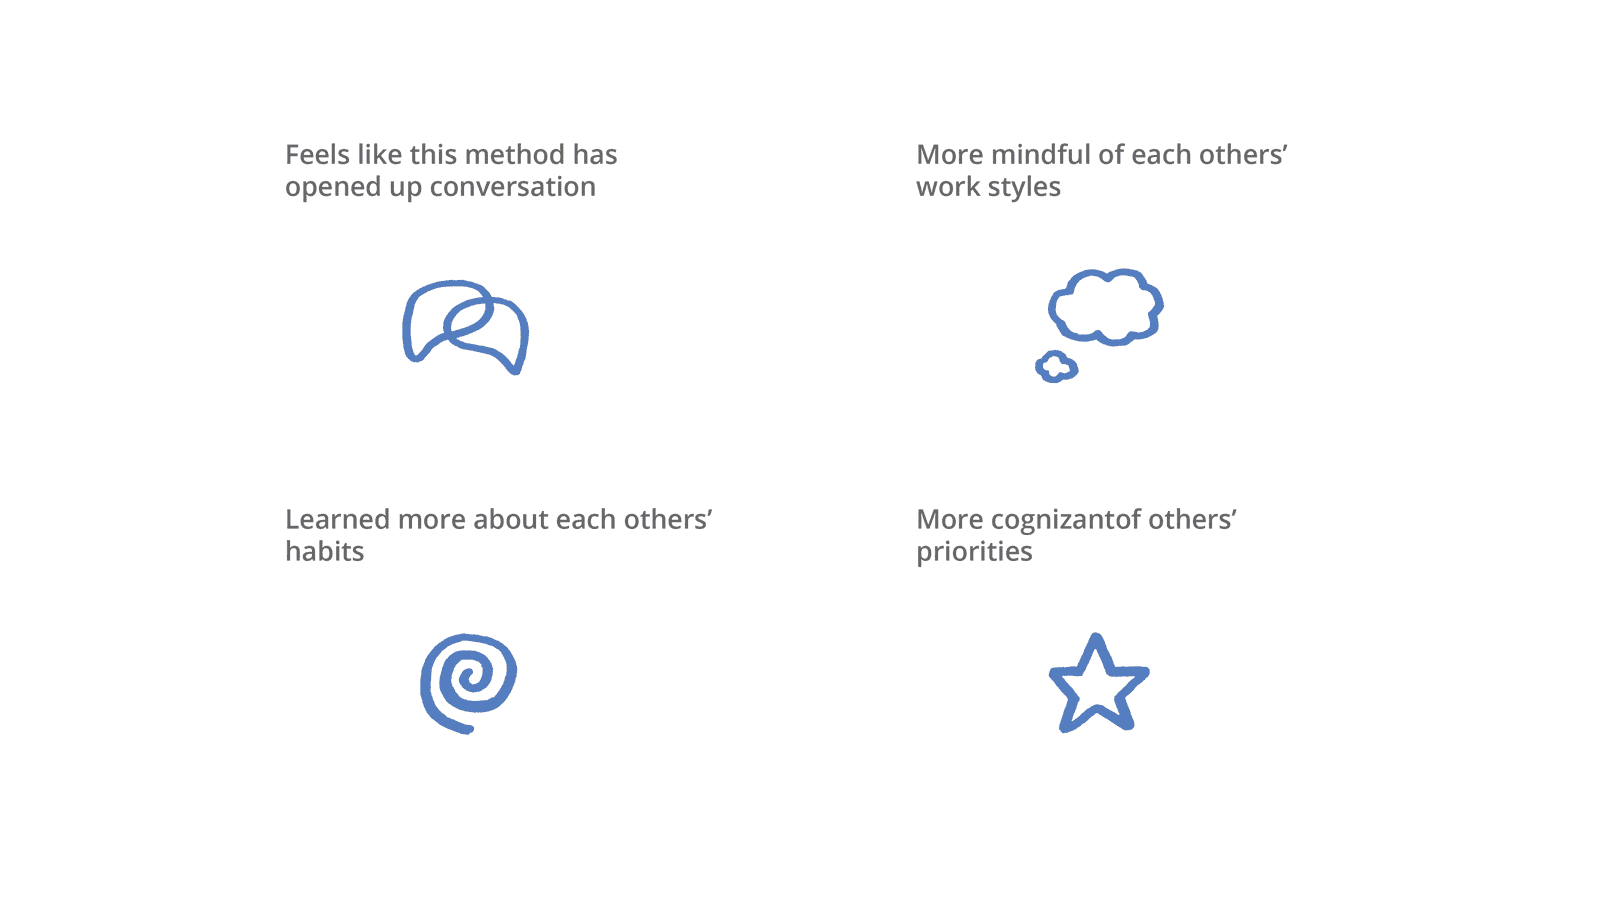 Feels like this method has
opened up conversation
More mindful of each others’
work styles
Learned more about each others’
habits
More cognizantof others’
priorities